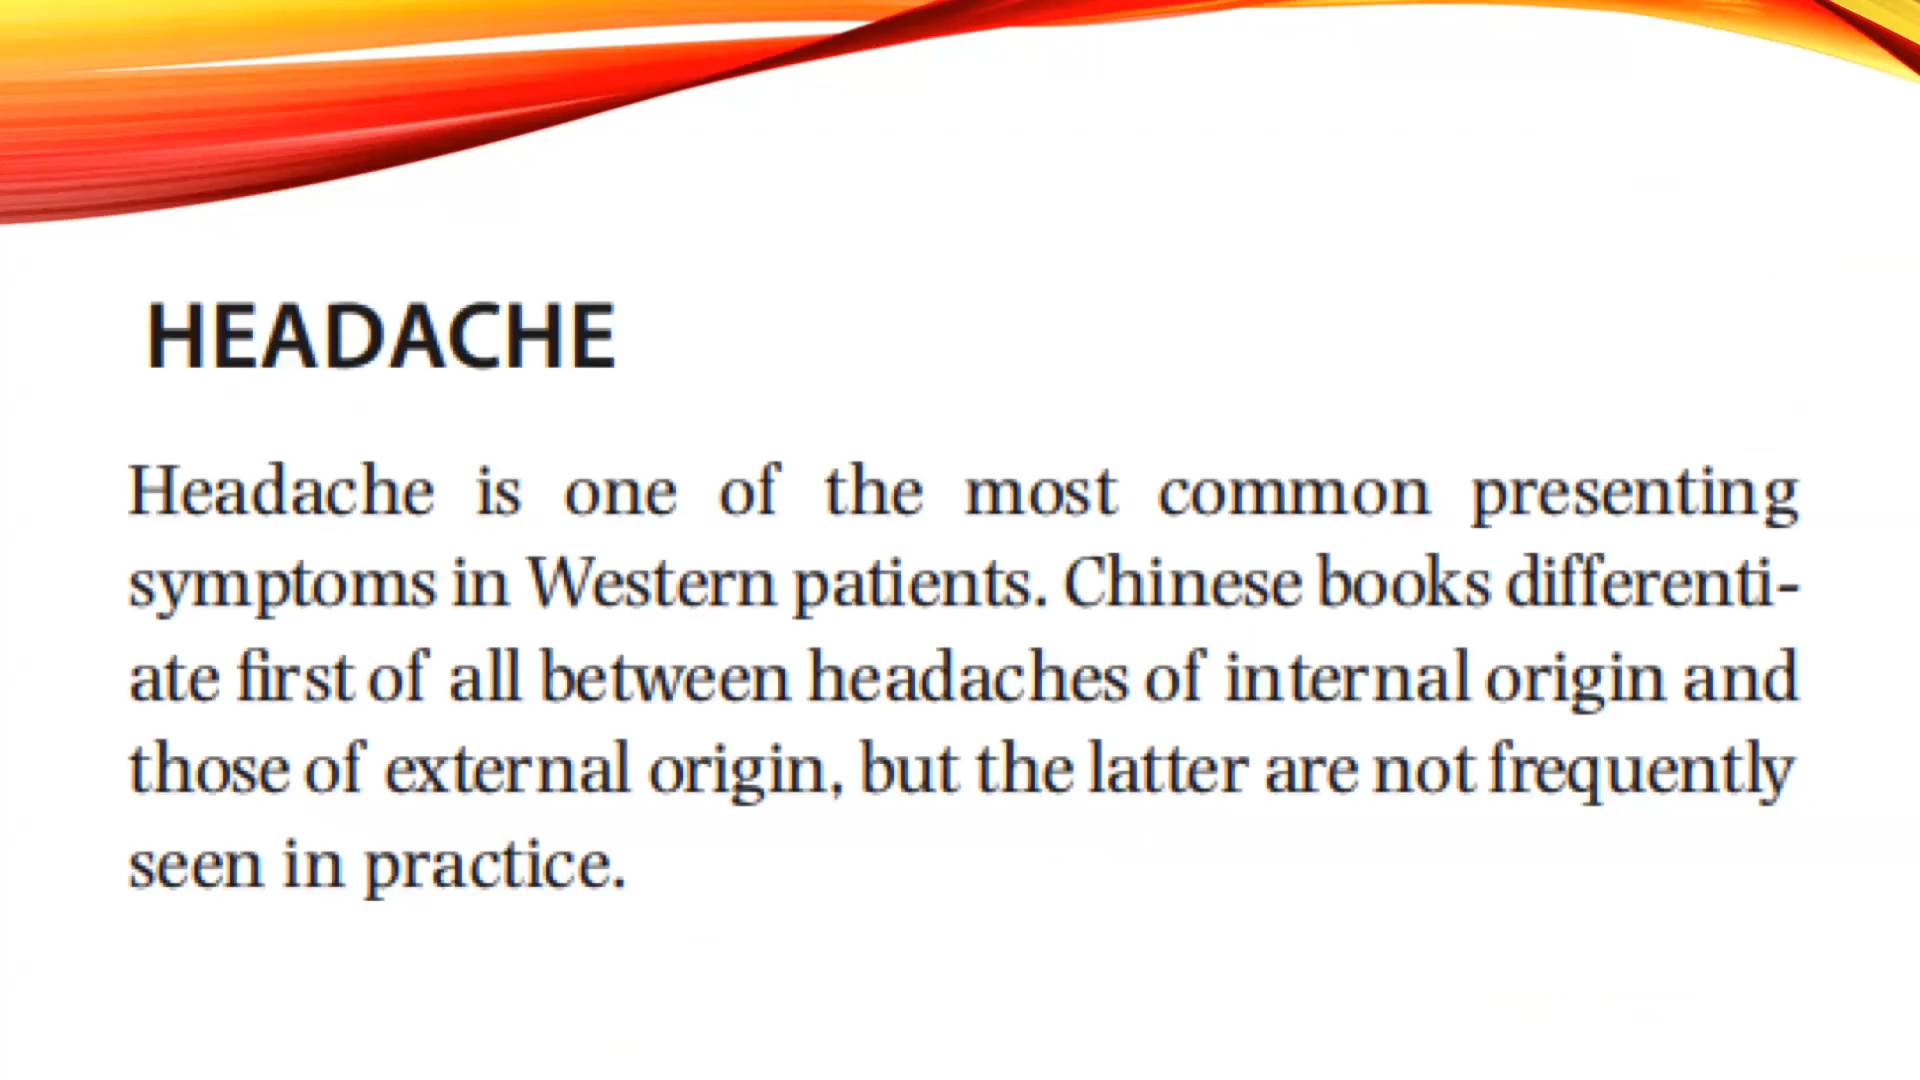 HEADACHE
Headache is one of the most common presenting
symptoms in Western patients. Chinese books differenti-
ate first of all between headaches of internal origin and
those of external origin, but the latter are not frequently
seen in practice.